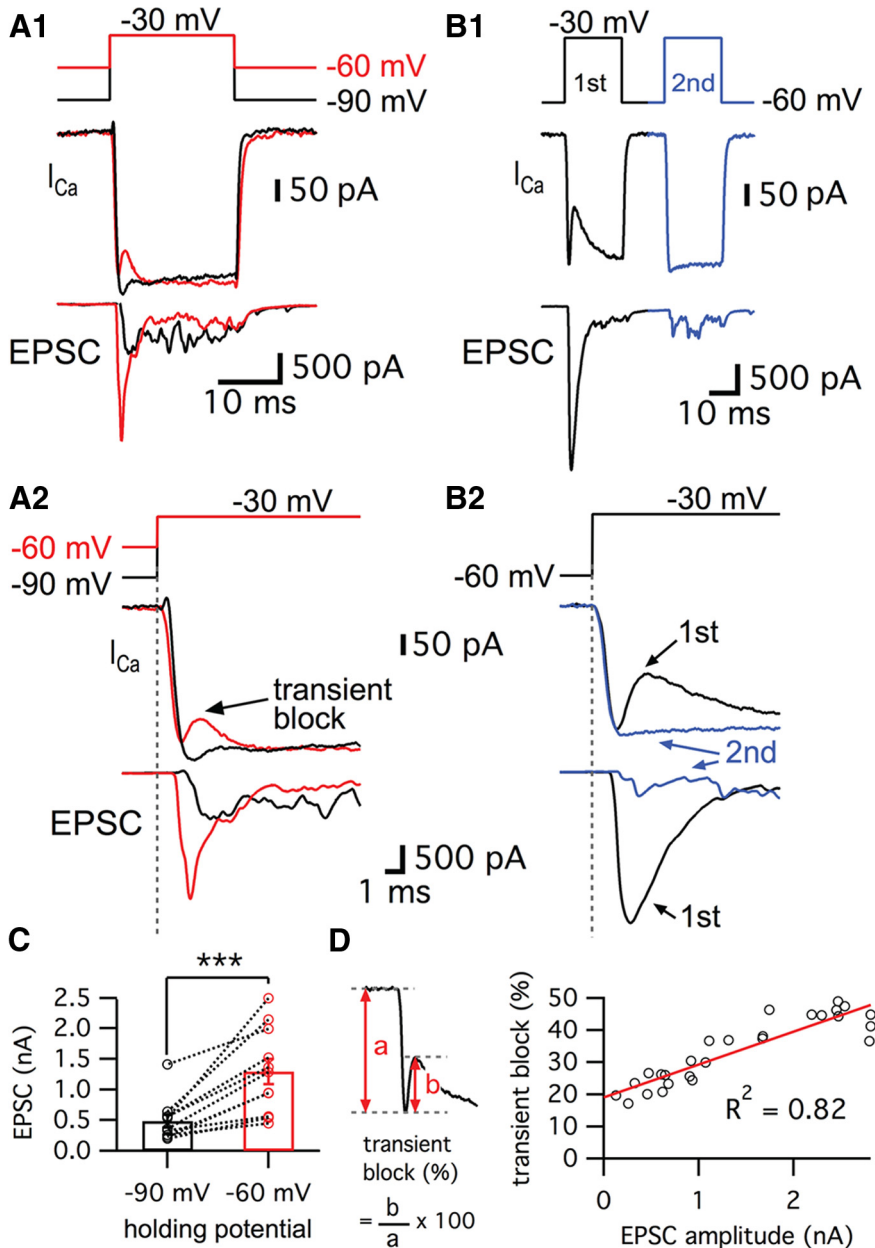 A1
-30 mV
-60 mV
-90 mV
I Ca
50 pA
EPSC
500 pA
10 ms
B1
-30 mV
1st
2nd
-60 mV
I Ca
50 pA
EPSC
500 pA
10 ms
A2
-30 mV
-60 mV
-90 mV
I Ca
50 pA
transient
block
EPSC
500 pA
1 ms
B2
-30 mV
-60 mV
1st
2nd
1st
C
***
EPSC (nA)
2.5
2.0
1.5
1.0
0.5
0.0
-90 mV
-60 mV
holding potential
D
a
b
transient
block (%)
= b/a x 100
transient block (%)
50
40
30
20
10
0
R² = 0.82
0
1
2
EPSC amplitude (nA)